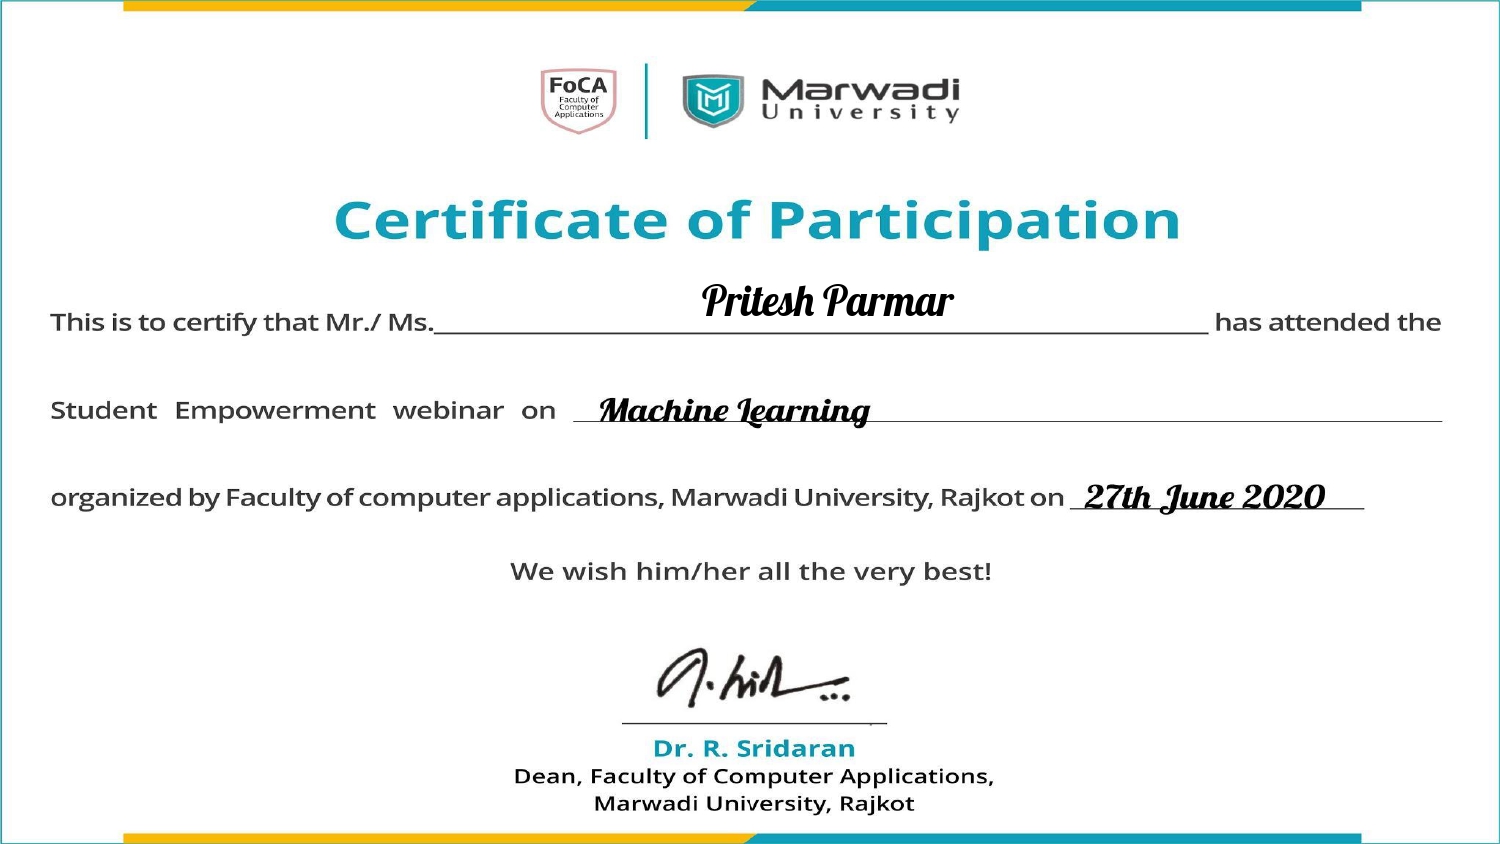 FoCA
Faculty of
Computer
Applications
Marwadi
University
Certificate of Participation
This is to certify that Mr./ Ms. Pritesh Parmar has attended the
Student Empowerment webinar on Machine Learning
organized by Faculty of computer applications, Marwadi University, Rajkot on 27th June 2020
We wish him/her all the very best!
Dr. R. Sridaran
Dean, Faculty of Computer Applications,
Marwadi University, Rajkot